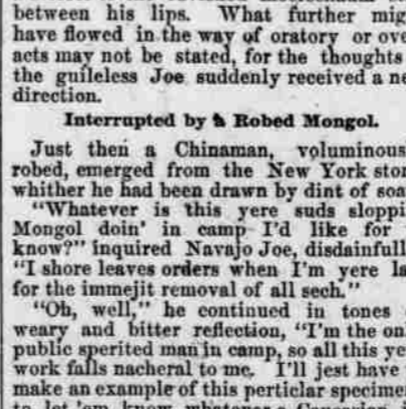 between his lips. What further mig
have flowed in the way of oratory or ove
acts may not be stated, for the thoughts
the guileless Joe suddenly received a ne
direction.
Interrupted by a Robed Mongol.
Just then a Chinaman, voluminous
robed, emerged from the New York stor
whither he had been drawn by dint of soa
"Whatever is this yere suds sloppi
Mongol doin' in camp I'd like for
know?" inquired Navajo Joe, disdainfull
"I shore leaves orders when I'm yere la
for the immejit removal of all sech."
"Oh, well," he continued in tones
weary and bitter reflection, "I'm the on
public sperited man in camp, so all this ye
work falls nacheral to me. I'll jest have
make an example of this perticlar specime
to let 'em know whatone a